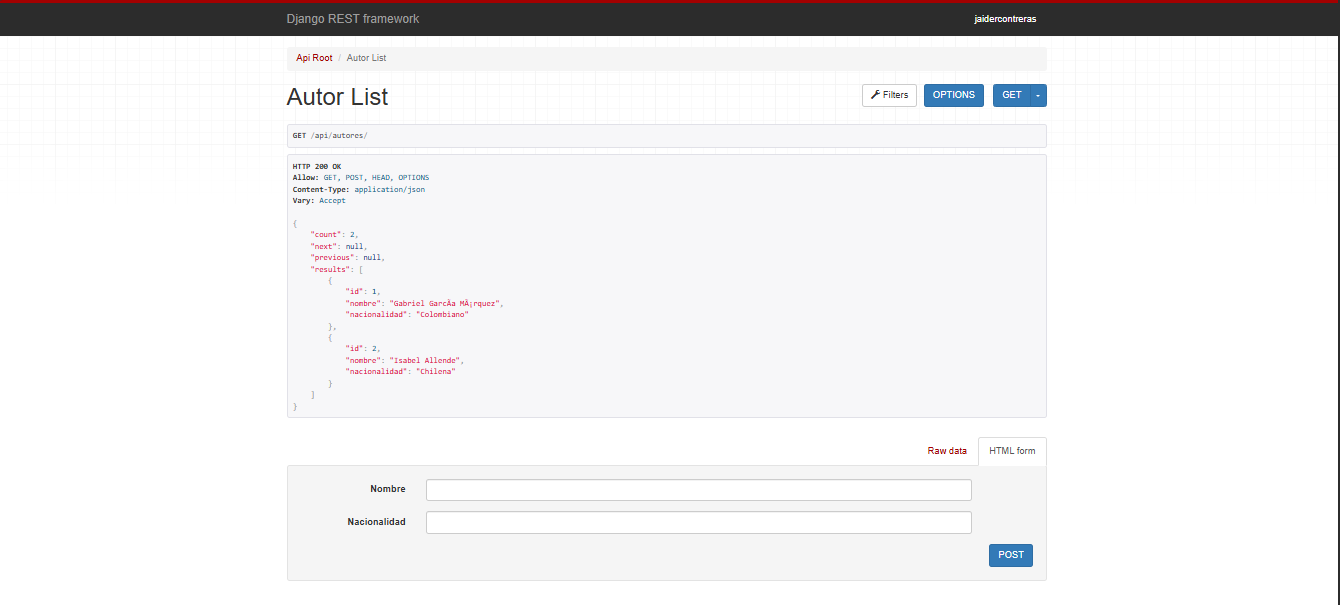 Django REST framework
jaidercontreras
Api Root / Autor List
Autor List
Filters
OPTIONS
GET
GET /api/autores/
HTTP 200 OK
Allow: GET, POST, HEAD, OPTIONS
Content-Type: application/json
Vary: Accept
{
    "count": 2,
    "next": null,
    "previous": null,
    "results": [
        {
            "id": 1,
            "nombre": "Gabriel GarcÃa MÃ¡rquez",
            "nacionalidad": "Colombiano"
        },
        {
            "id": 2,
            "nombre": "Isabel Allende",
            "nacionalidad": "Chilena"
        }
    ]
}
Raw data
HTML form
Nombre
Nacionalidad
POST